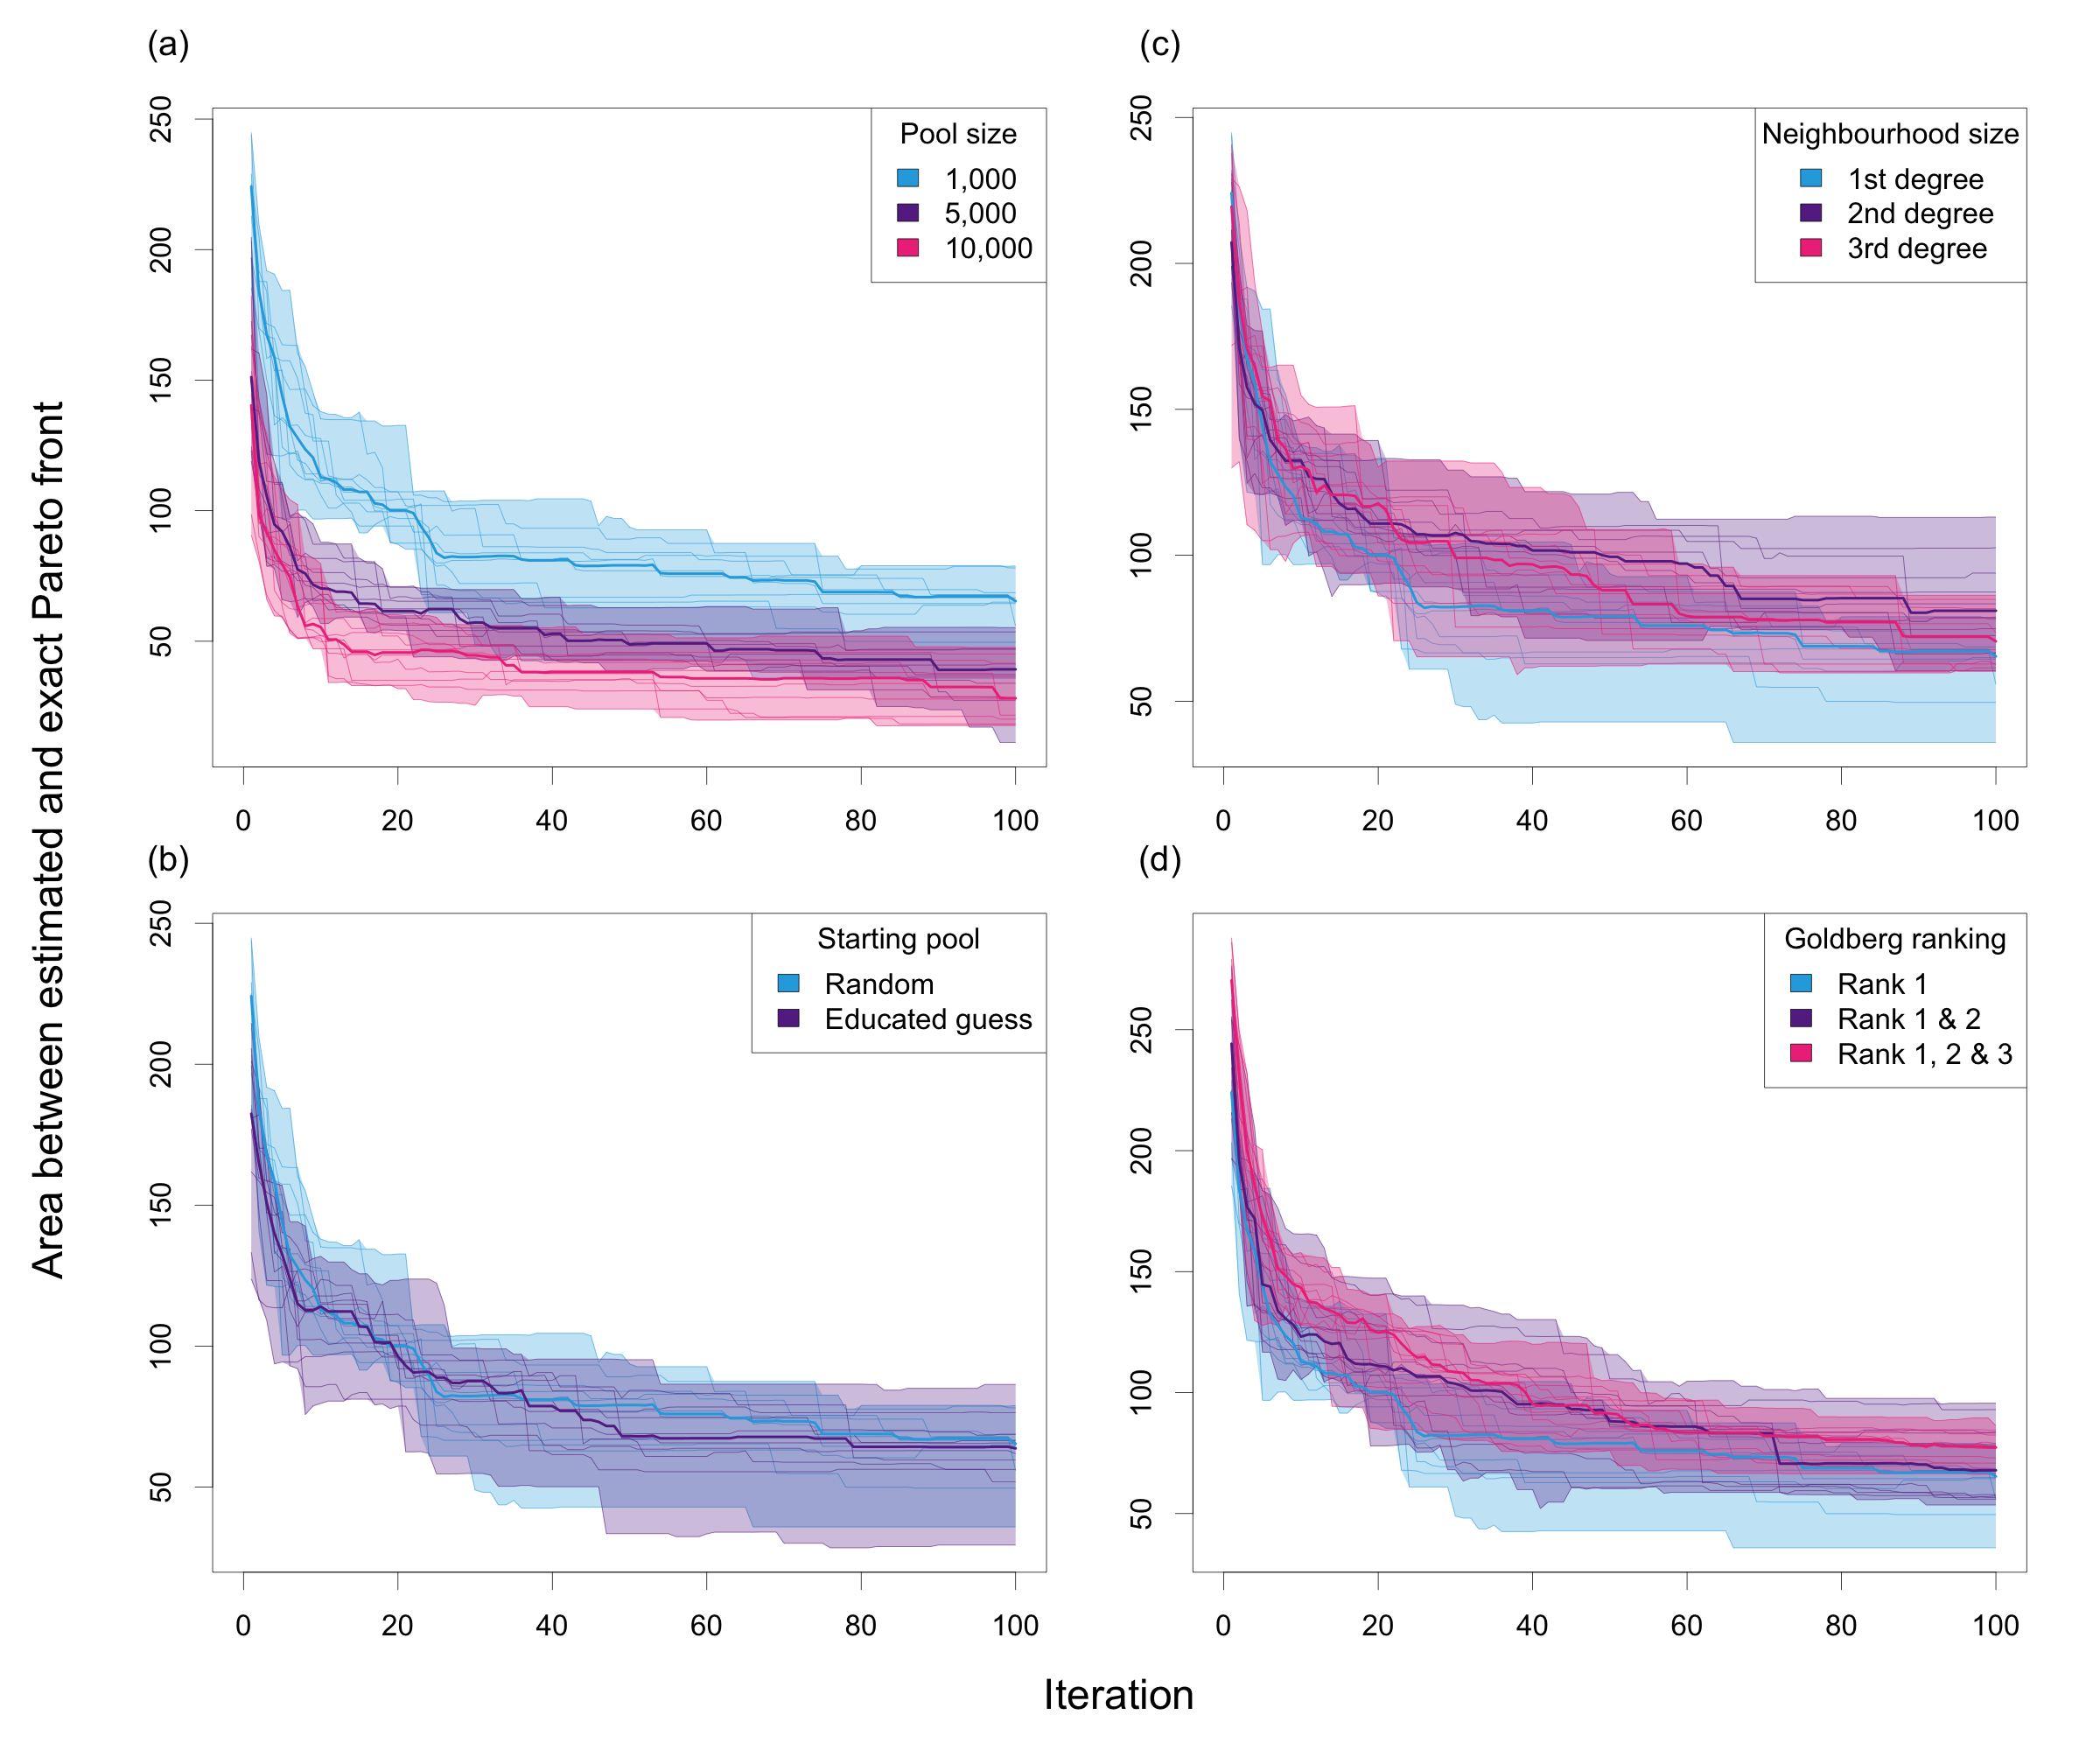 Area between estimated and exact Pareto front
(a)
250
200
150
100
50
Pool size
1,000
5,000
10,000
0 20 40 60 80 100
(c)
250
200
150
100
50
Neighbourhood size
1st degree
2nd degree
3rd degree
0 20 40 60 80 100
(b)
250
200
150
100
50
Starting pool
Random
Educated guess
0 20 40 60 80 100
(d)
250
200
150
100
50
Goldberg ranking
Rank 1
Rank 1 & 2
Rank 1, 2 & 3
0 20 40 60 80 100
Iteration